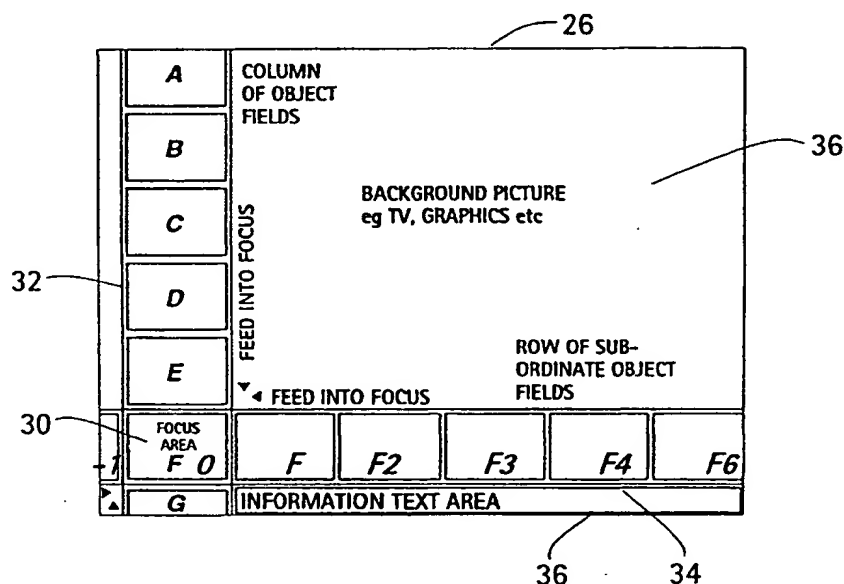 26
A
COLUMN
OF OBJECT
FIELDS
B
36
BACKGROUND PICTURE
eg TV, GRAPHICS etc
C
FEED INTO FOCUS
32
D
E
ROW OF SUB-
ORDINATE OBJECT
FIELDS
FEED INTO FOCUS
30
FOCUS
AREA
-1 F 0 F F2 F3 F4 F6
G INFORMATION TEXT AREA
36 34